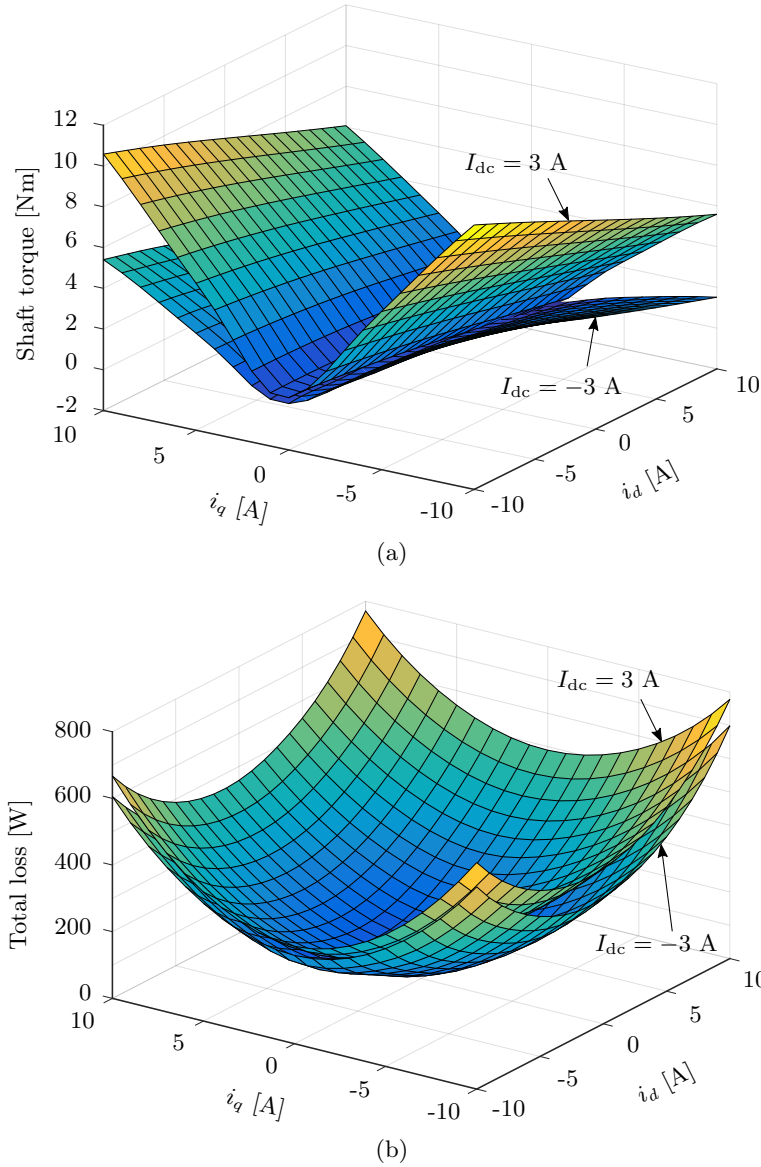 12
10
8
6
4
2
0
-2
Shaft torque [Nm]
I_dc = 3 A
I_dc = −3 A
10
5
0
-5
-10
i_q [A]
-10
-5
0
5
10
i_d [A]
(a)
800
600
400
200
0
Total loss [W]
I_dc = 3 A
I_dc = −3 A
10
5
0
-5
-10
i_q [A]
-10
-5
0
5
10
i_d [A]
(b)